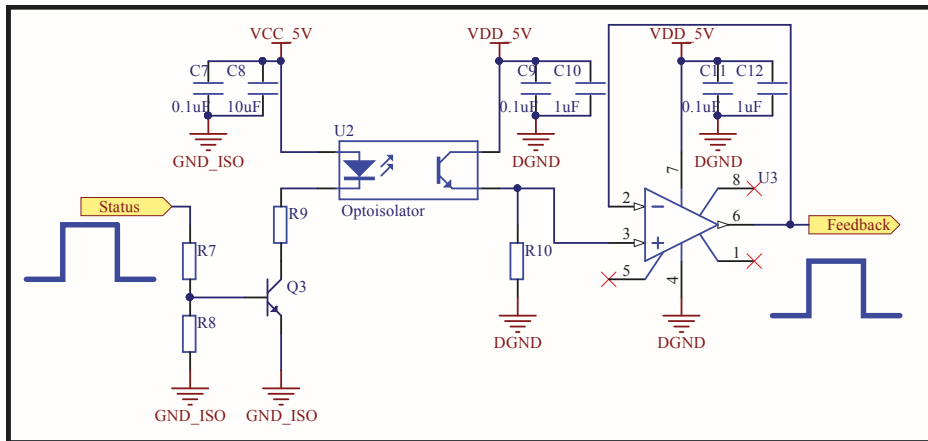 VCC_5V VDD_5V VDD_5V
C7 C8 C9 C10 C11 C12
0.1uF 10uF 0.1uF 1uF 0.1uF 1uF
U2
GND_ISO DGND DGND
7
8 U3
Status Optoisolator 2 6 Feedback
R9
3
R7 R10 1
5
4
Q3
R8
DGND DGND
GND_ISO GND_ISO